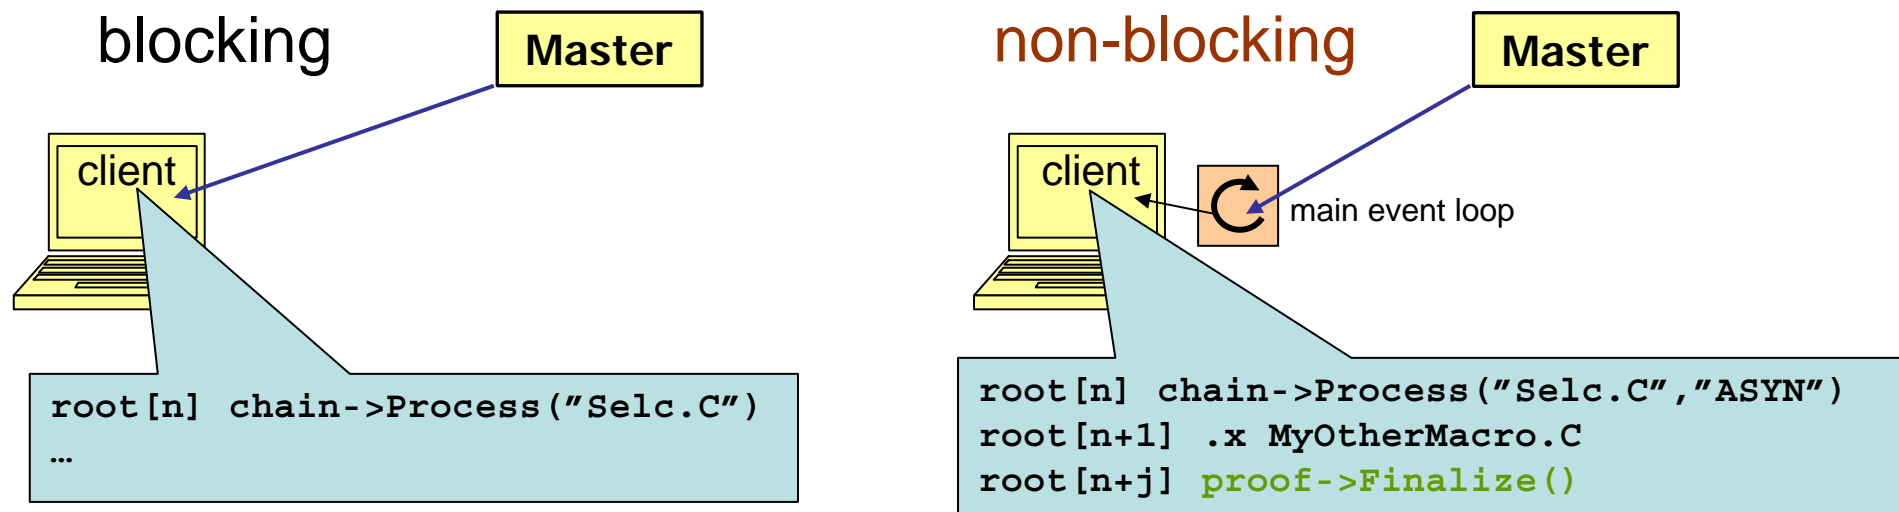 blocking
Master
client
root[n] chain->Process(″Selc.C″)
…
non-blocking
Master
client
main event loop
root[n] chain->Process(″Selc.C″,″ASYN″)
root[n+1] .x MyOtherMacro.C
root[n+j] proof->Finalize()